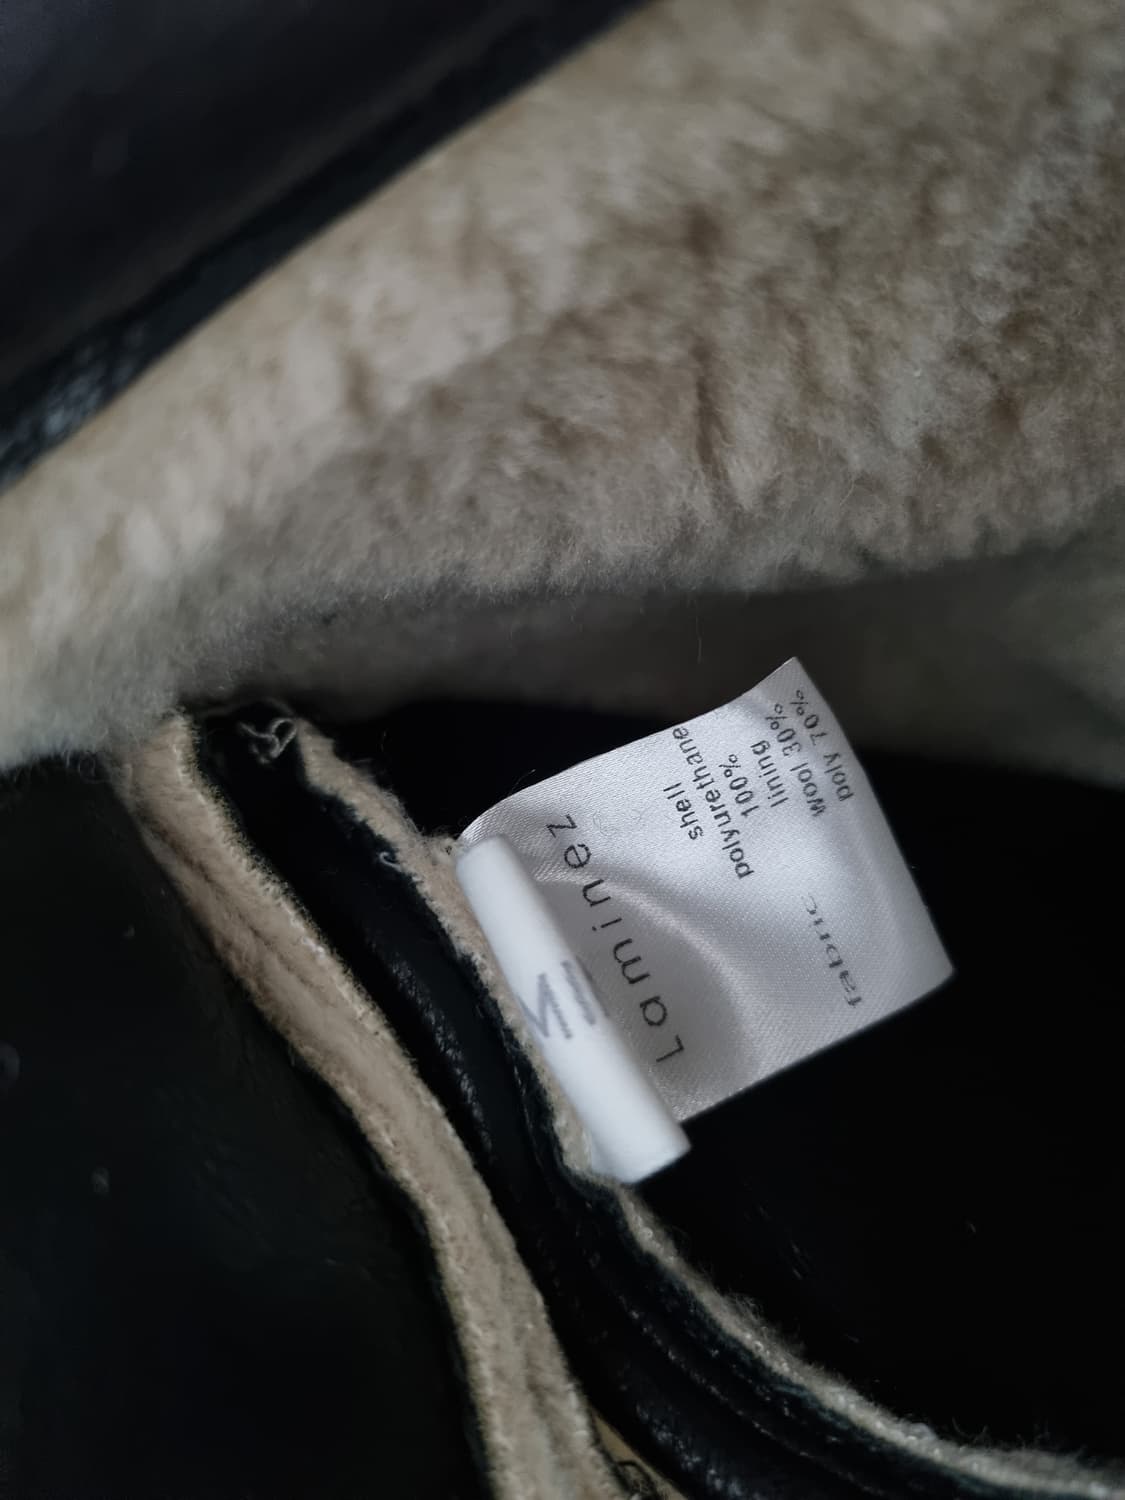 Laminez
fabric
shell
polyurethane
100%
lining
wool 30%
poly 70%